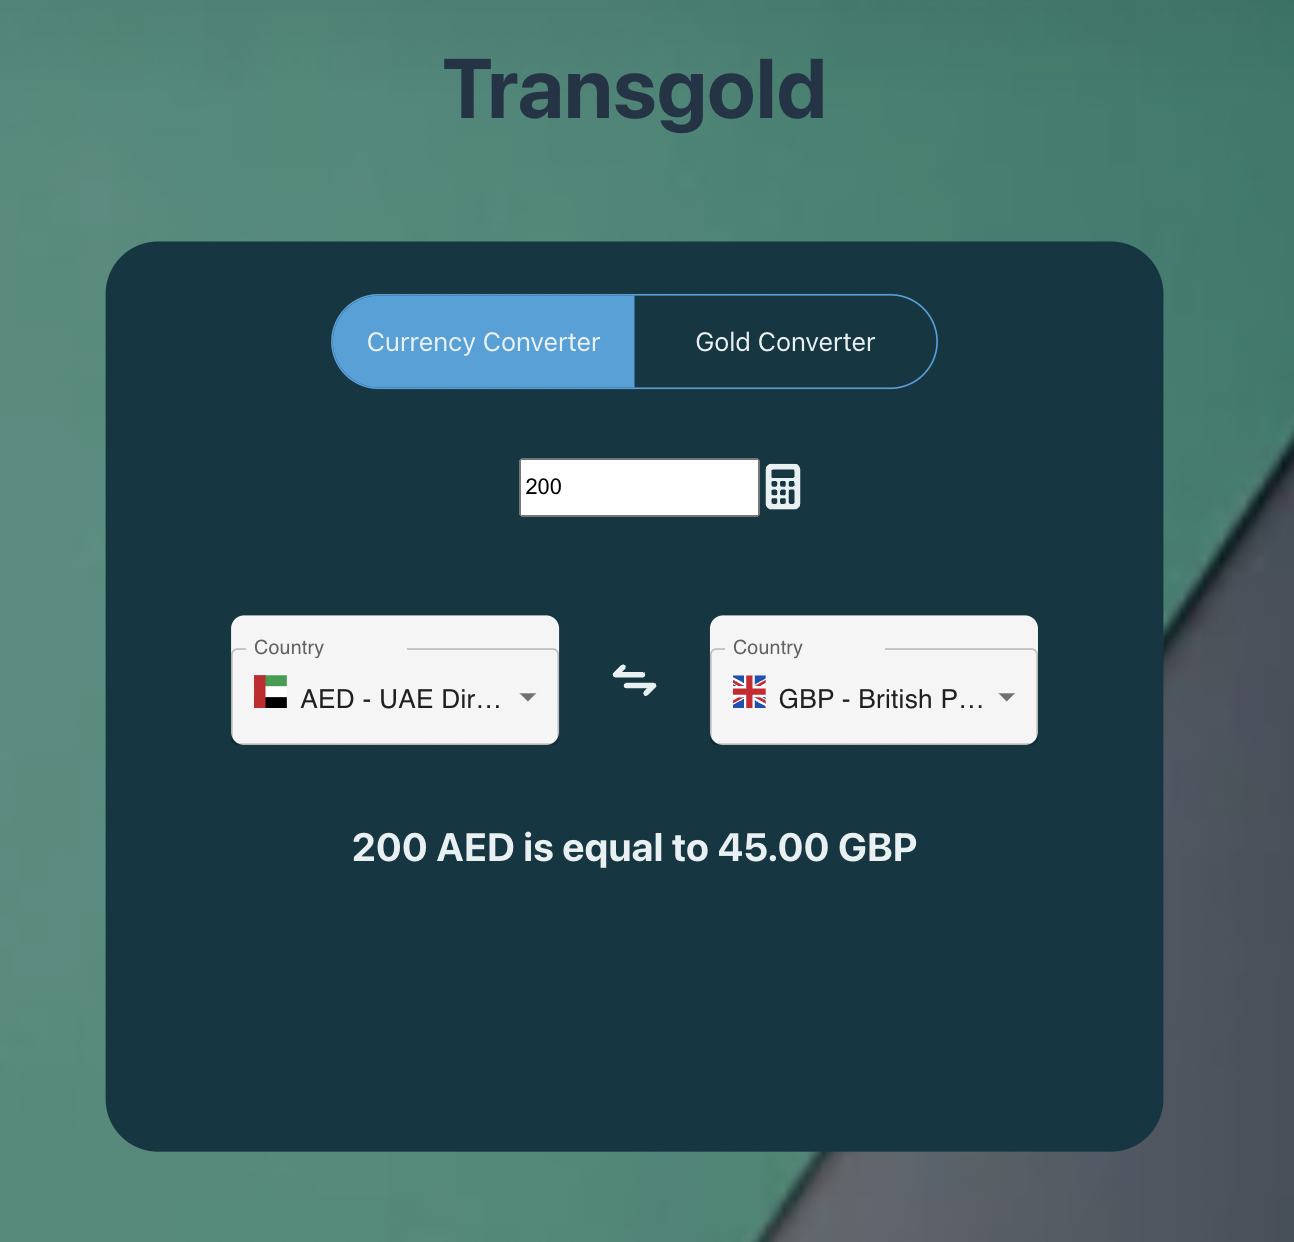 Transgold
Currency Converter
Gold Converter
200
Country
AED - UAE Dir...
Country
GBP - British P...
200 AED is equal to 45.00 GBP